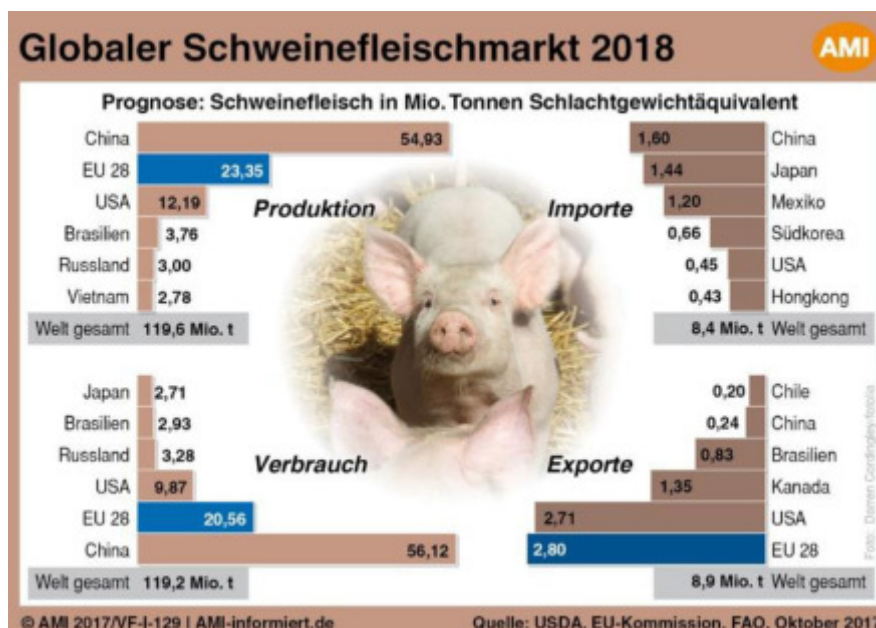 Globaler Schweinefleischmarkt 2018
AMI
Prognose: Schweinefleisch in Mio. Tonnen Schlachtgewichtäquivalent
Produktion
China 54,93
EU 28 23,35
USA 12,19
Brasilien 3,76
Russland 3,00
Vietnam 2,78
Welt gesamt 119,6 Mio. t
Importe
1,60 China
1,44 Japan
1,20 Mexiko
0,66 Südkorea
0,45 USA
0,43 Hongkong
8,4 Mio. t Welt gesamt
Verbrauch
Japan 2,71
Brasilien 2,93
Russland 3,28
USA 9,87
EU 28 20,56
China 56,12
Welt gesamt 119,2 Mio. t
Exporte
0,20 Chile
0,24 China
0,83 Brasilien
1,35 Kanada
2,71 USA
2,80 EU 28
8,9 Mio. t Welt gesamt
Foto: Darren Cordingley/fotolia
© AMI 2017/VF-I-129 | AMI-informiert.de
Quelle: USDA, EU-Kommission, FAO, Oktober 2017